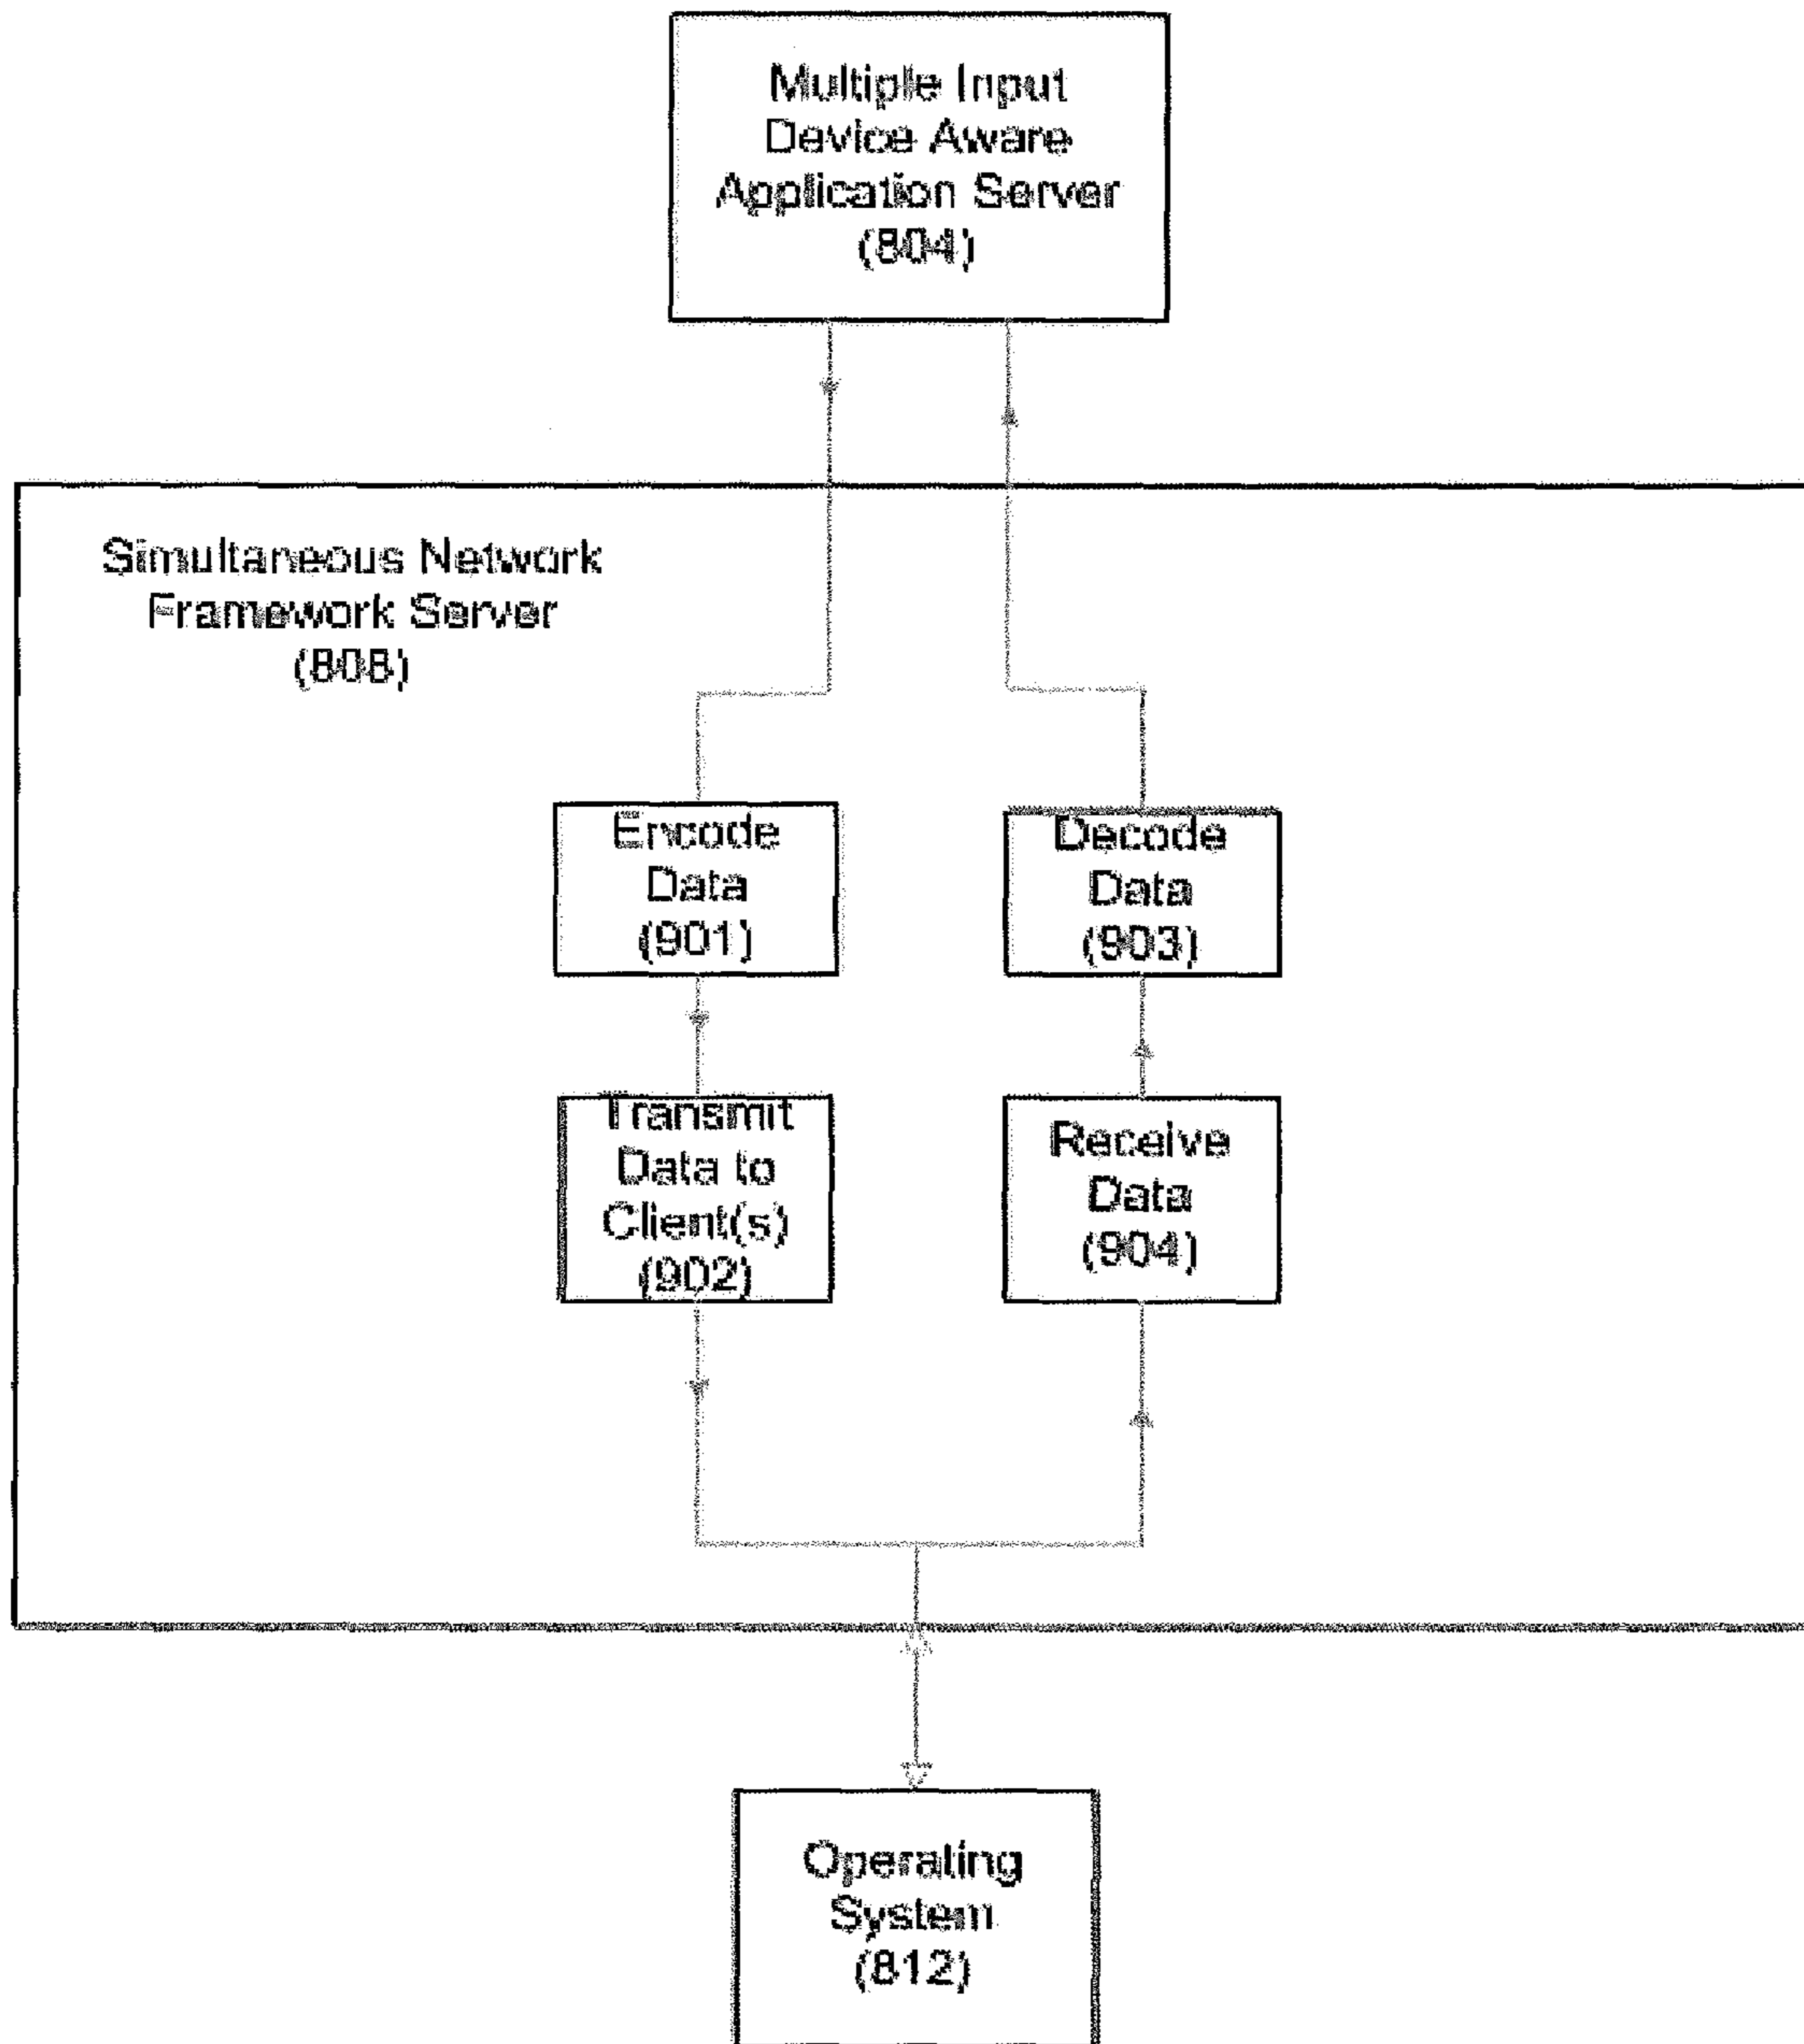 Multiple Input
Device Aware
Application Server
(804)
Simultaneous Network
Framework Server
(808)
Encode
Data
(901)
Decode
Data
(903)
Transmit
Data to
Client(s)
(902)
Receive
Data
(904)
Operating
System
(812)